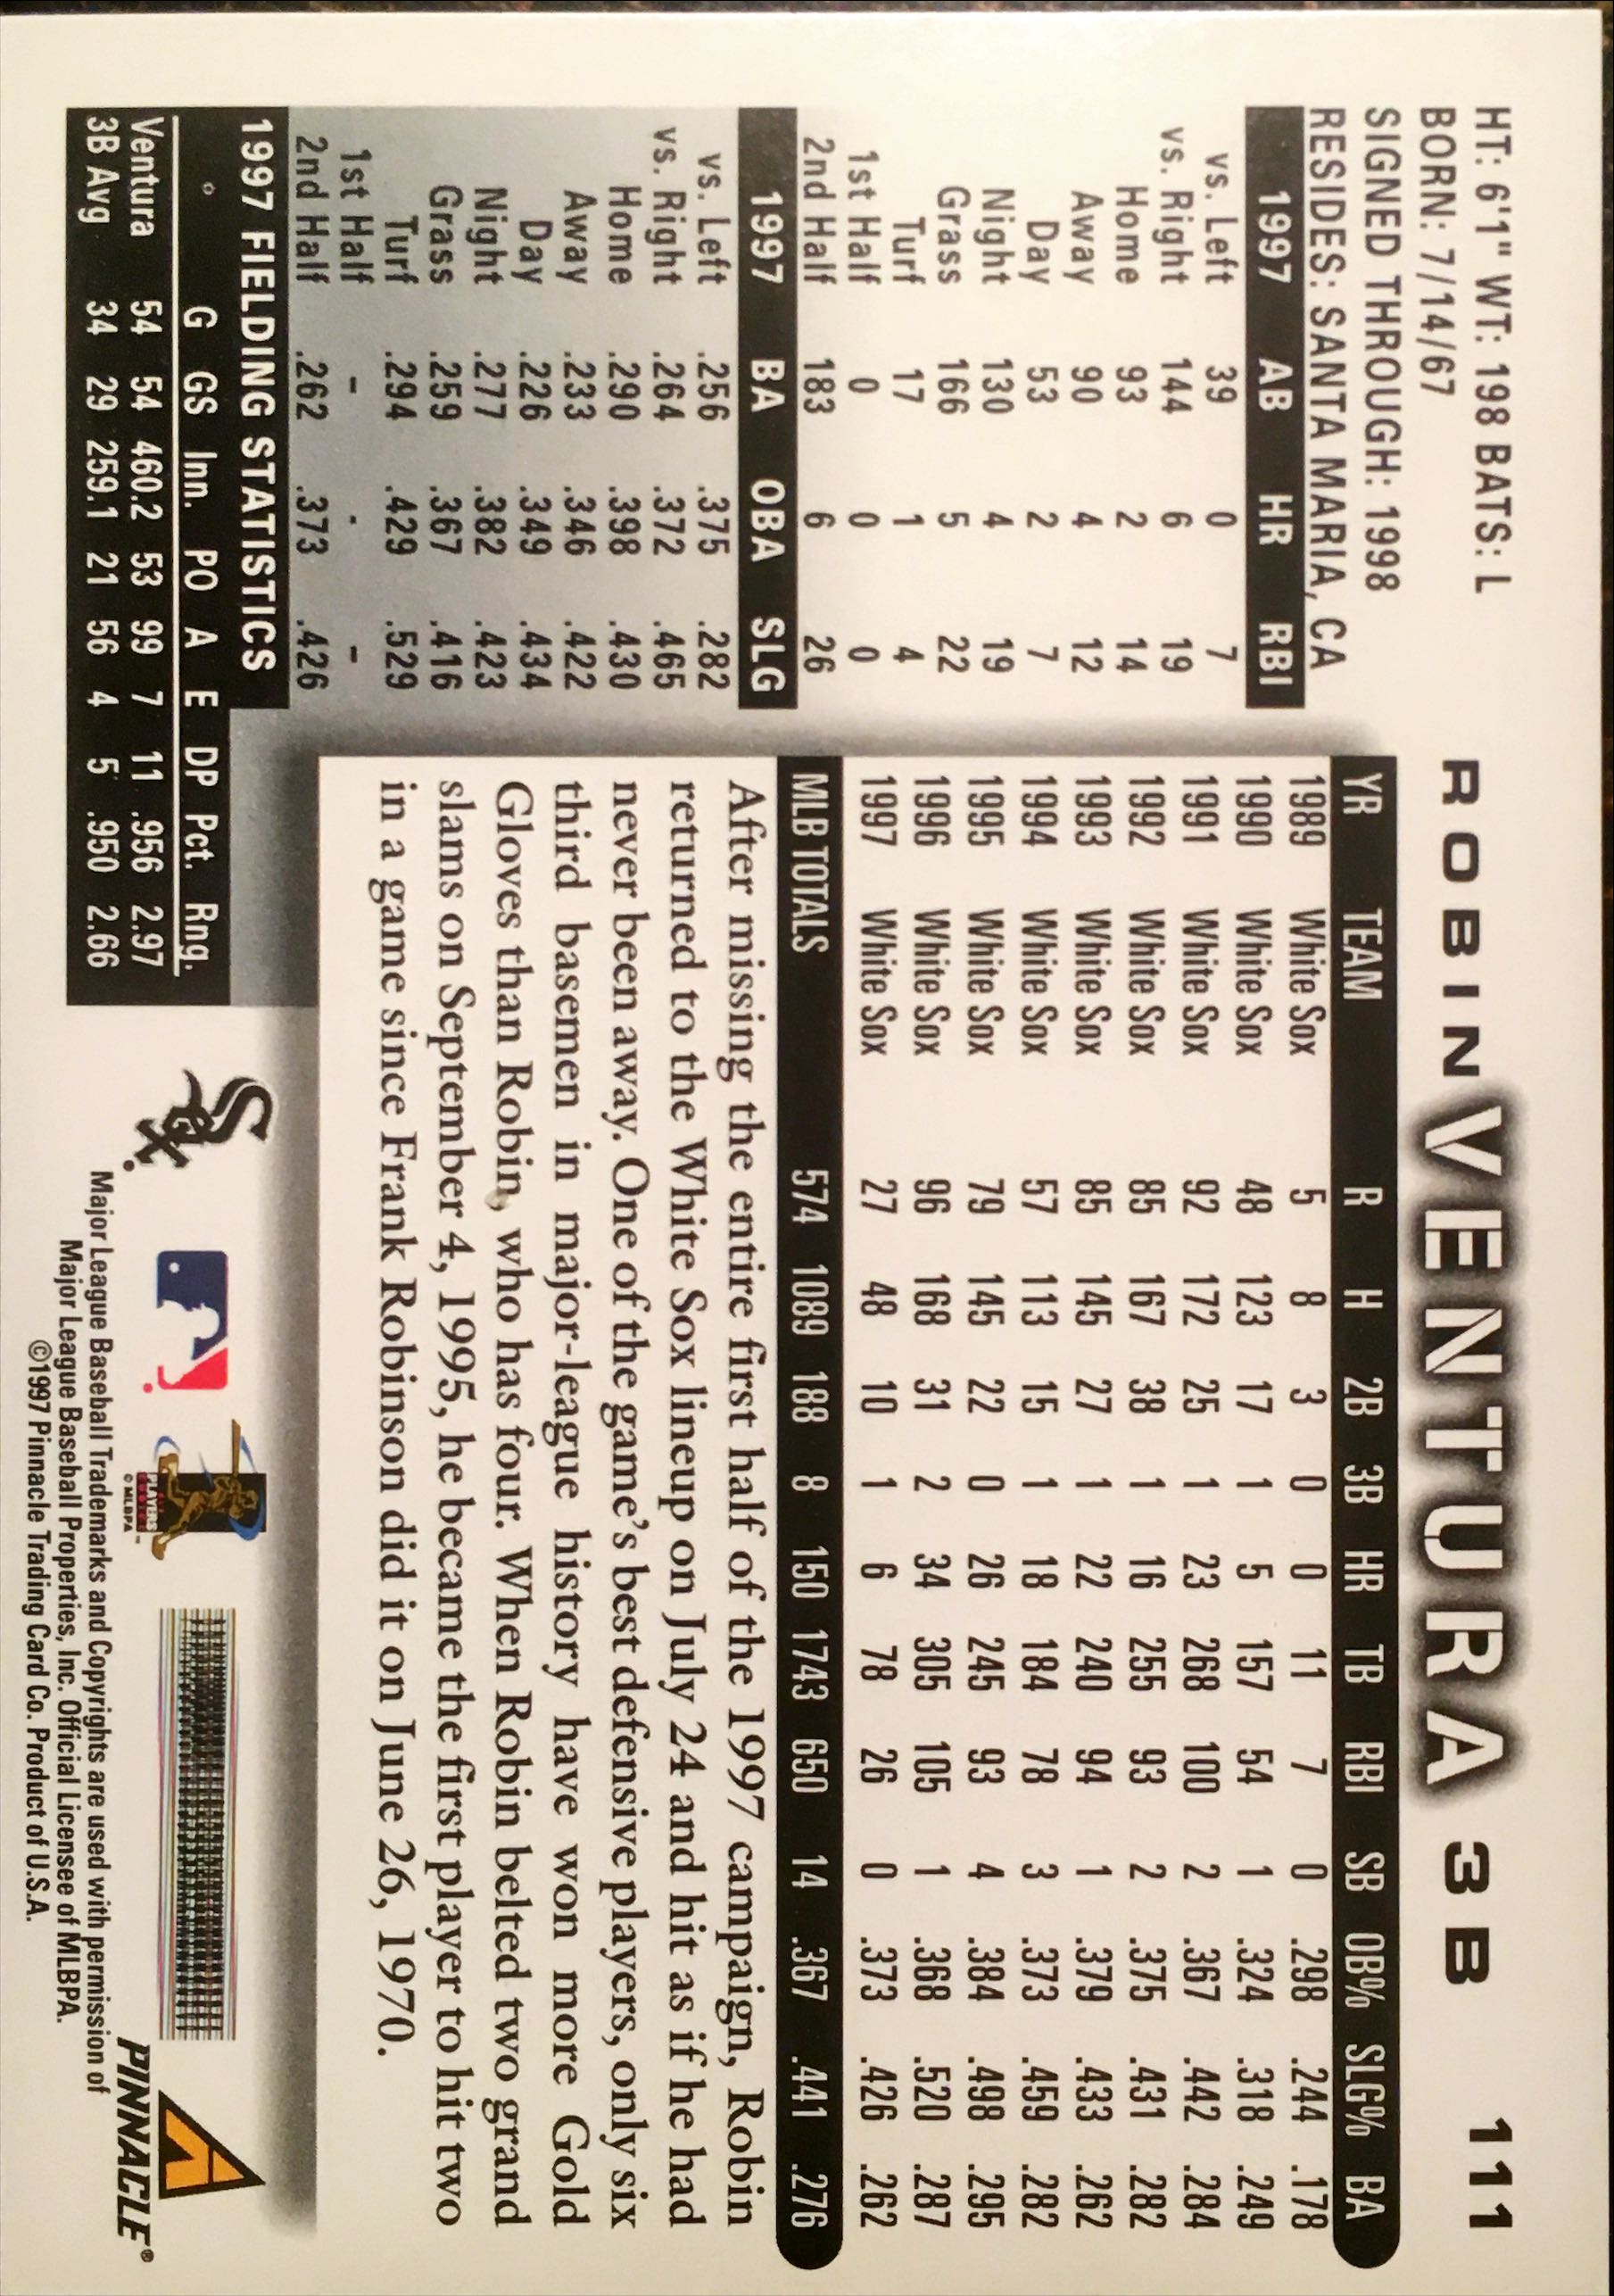 HT: 6'1" WT: 198 BATS: L
BORN: 7/14/67
SIGNED THROUGH: 1998
RESIDES: SANTA MARIA, CA
ROBIN VENTURA 3B 111
1997 AB HR RBI
vs. Left 39 0 7
vs. Right 144 6 19
Home 93 2 14
Away 90 4 12
Day 53 2 7
Night 130 4 19
Grass 166 5 22
Turf 17 1 4
1st Half 0 0 0
2nd Half 183 6 26
1997 BA OBA SLG
vs. Left .256 .375 .282
vs. Right .264 .372 .465
Home .290 .398 .430
Away .233 .346 .422
Day .226 .349 .434
Night .277 .382 .423
Grass .259 .367 .416
Turf .294 .429 .529
1st Half - - -
2nd Half .262 .373 .426
1997 FIELDING STATISTICS
G GS Inn. PO A E DP Pct. Rng.
Ventura 54 54 460.2 53 99 7 11 .956 2.97
3B Avg 34 29 259.1 21 56 4 5 .950 2.66
YR TEAM R H 2B 3B HR TB RBI SB OB% SLG% BA
1989 White Sox 5 8 3 0 0 11 7 0 .298 .244 .178
1990 White Sox 48 123 17 1 5 157 54 1 .324 .318 .249
1991 White Sox 92 172 25 1 23 268 100 2 .367 .442 .284
1992 White Sox 85 167 38 1 16 255 93 2 .375 .431 .282
1993 White Sox 85 145 27 1 22 240 94 1 .379 .433 .262
1994 White Sox 57 113 15 1 18 184 78 3 .373 .459 .282
1995 White Sox 79 145 22 0 26 245 93 4 .384 .498 .295
1996 White Sox 96 168 31 2 34 305 105 1 .368 .520 .287
1997 White Sox 27 48 10 1 6 78 26 0 .373 .426 .262
MLB TOTALS 574 1089 188 8 150 1743 650 14 .367 .441 .276
After missing the entire first half of the 1997 campaign, Robin
returned to the White Sox lineup on July 24 and hit as if he had
never been away. One of the game's best defensive players, only six
third basemen in major-league history have won more Gold
Gloves than Robin, who has four. When Robin belted two grand
slams on September 4, 1995, he became the first player to hit two
in a game since Frank Robinson did it on June 26, 1970.
Sox
PLAYERS
CHOICE
©MLBPA™
PINNACLE®
Major League Baseball Trademarks and Copyrights are used with permission of
Major League Baseball Properties, Inc. Official Licensee of MLBPA.
©1997 Pinnacle Trading Card Co. Product of U.S.A.